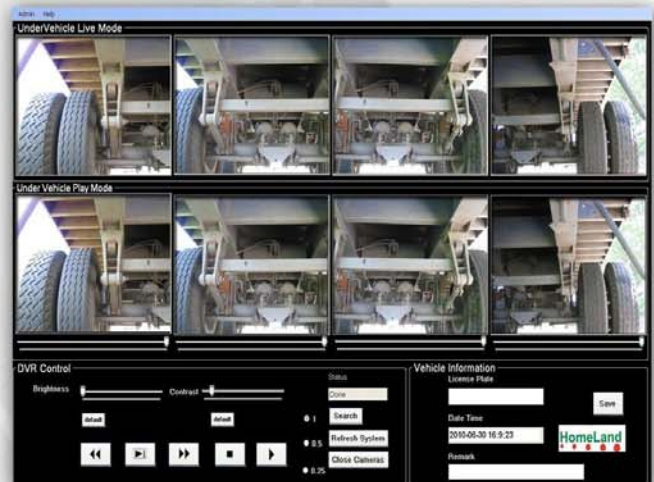 Admin Help
UnderVehicle Live Mode
Under Vehicle Play Mode
DVR Control
Brightness
Contrast
default
default
Status
Done
1
0.5
0.25
Search
Refresh System
Close Cameras
Vehicle Information
Licence Plate
Date Time
2010-06-30 16:9:23
Remark
Save
HomeLand